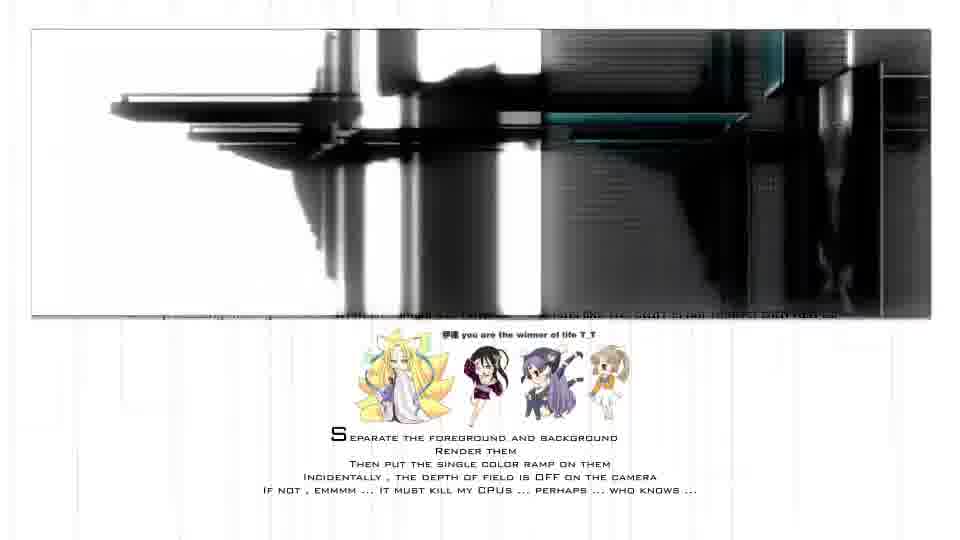 伊達 you are the winner of life T_T
Separate the foreground and background
Render them
Then put the single color ramp on them
Incidentally , the depth of field is OFF on the camera
If not , emmmm ... it must kill my CPUs ... perhaps ... who knows ...